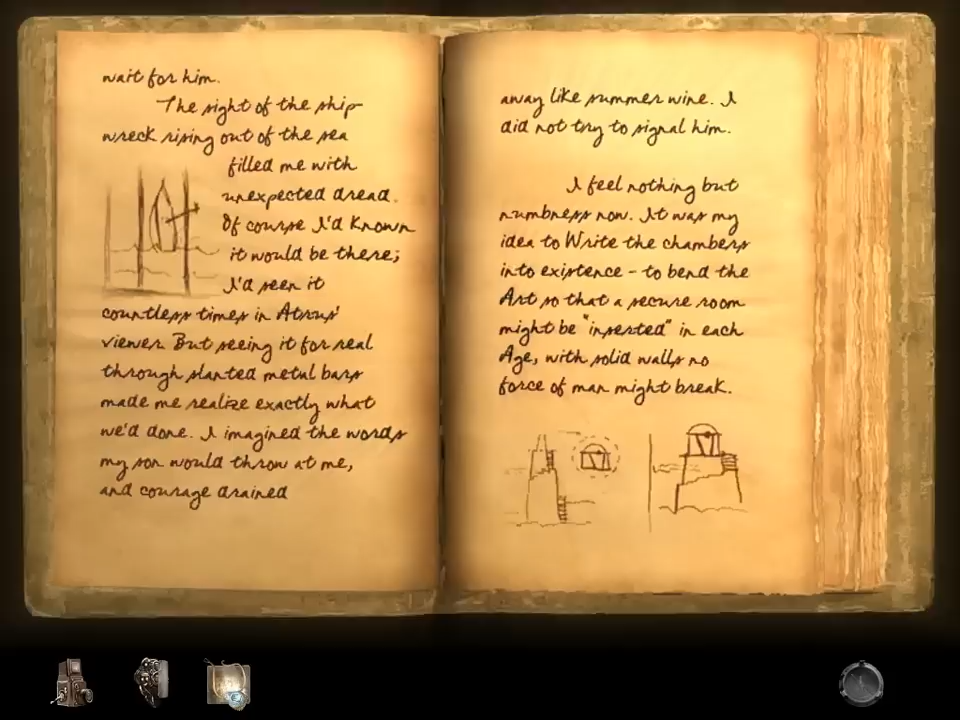 wait for him.
The sight of the ship-
wreck rising out of the sea
filled me with
unexpected dread.
Of course I'd known
it would be there;
I'd seen it
countless times in Atrus'
viewer. But seeing it for real
through slanted metal bars
made me realize exactly what
we'd done. I imagined the words
my son would throw at me,
and courage drained
away like summer wine. I
did not try to signal him.
I feel nothing but
numbness now. It was my
idea to Write the chambers
into existence - to bend the
Art so that a secure room
might be "inserted" in each
Age, with solid walls no
force of man might break.